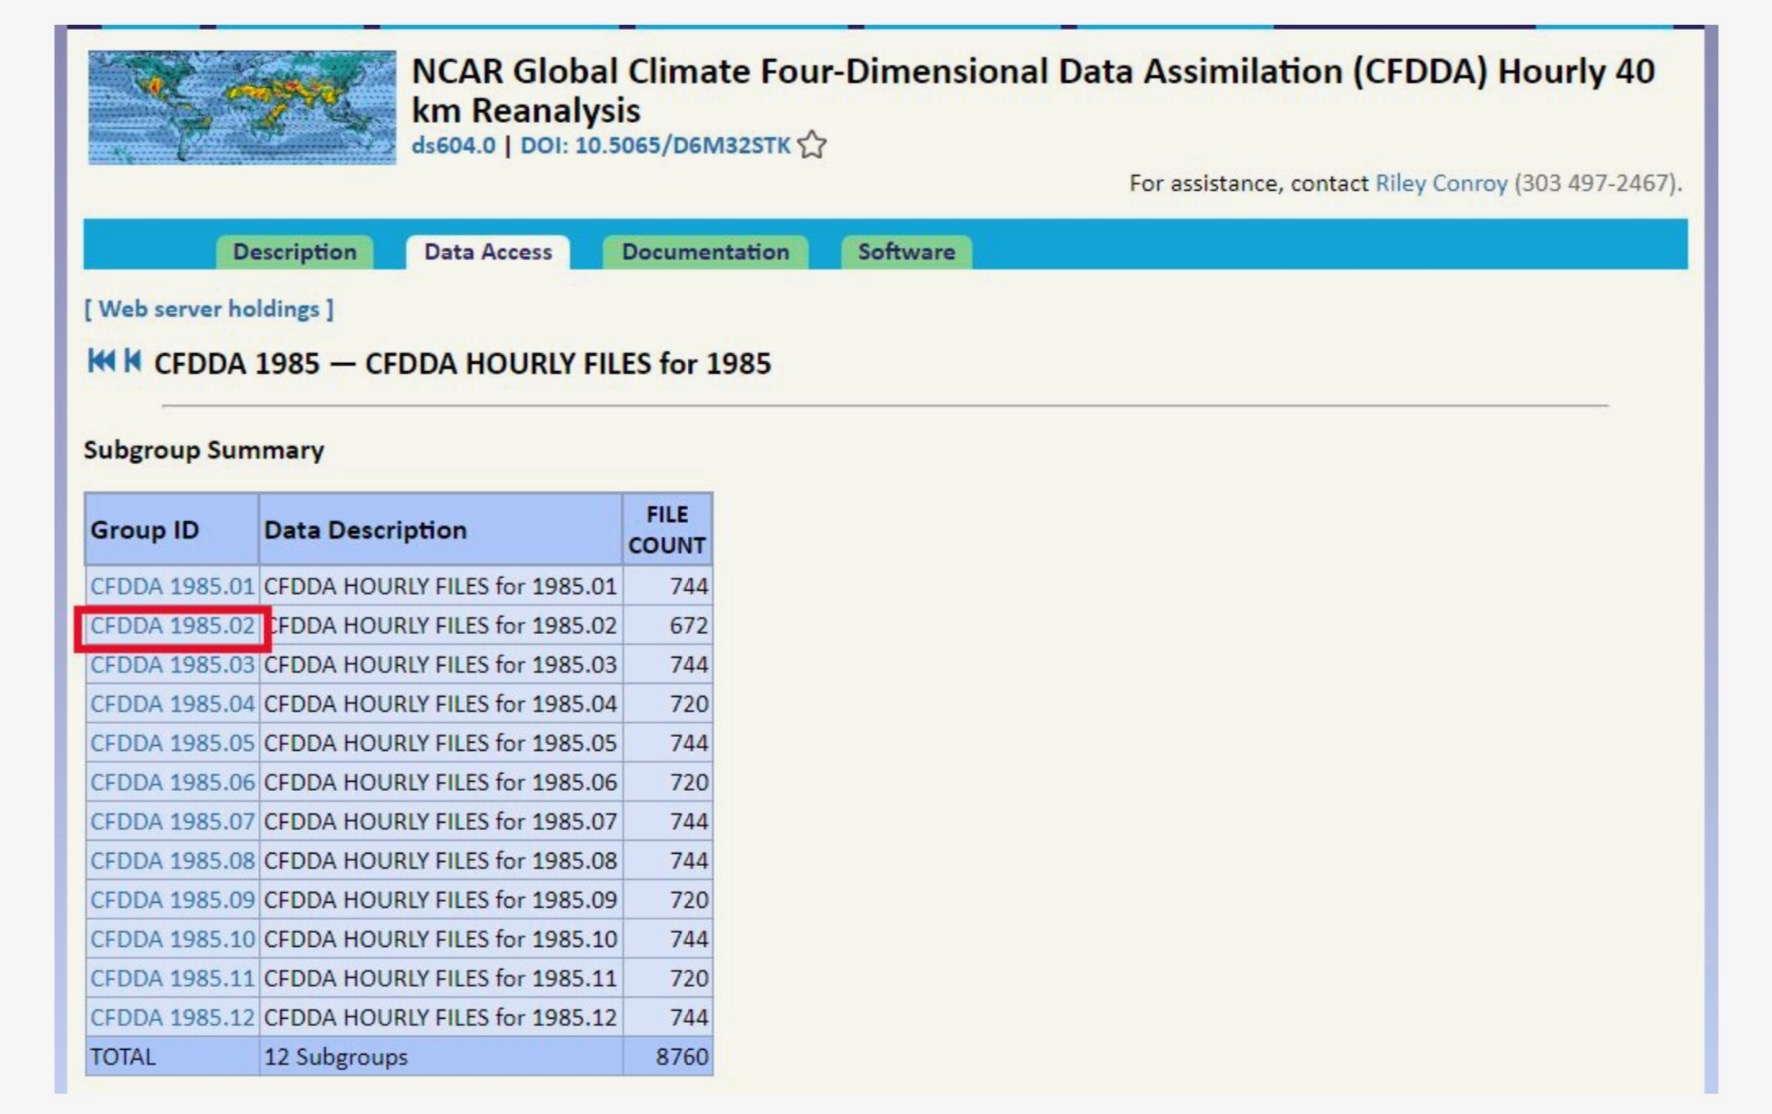 NCAR Global Climate Four-Dimensional Data Assimilation (CFDDA) Hourly 40
km Reanalysis
ds604.0 | DOI: 10.5065/D6M32STK
For assistance, contact Riley Conroy (303 497-2467).
Description Data Access Documentation Software
[ Web server holdings ]
CFDDA 1985 — CFDDA HOURLY FILES for 1985
Subgroup Summary
Group ID Data Description FILE COUNT
CFDDA 1985.01 CFDDA HOURLY FILES for 1985.01 744
CFDDA 1985.02 CFDDA HOURLY FILES for 1985.02 672
CFDDA 1985.03 CFDDA HOURLY FILES for 1985.03 744
CFDDA 1985.04 CFDDA HOURLY FILES for 1985.04 720
CFDDA 1985.05 CFDDA HOURLY FILES for 1985.05 744
CFDDA 1985.06 CFDDA HOURLY FILES for 1985.06 720
CFDDA 1985.07 CFDDA HOURLY FILES for 1985.07 744
CFDDA 1985.08 CFDDA HOURLY FILES for 1985.08 744
CFDDA 1985.09 CFDDA HOURLY FILES for 1985.09 720
CFDDA 1985.10 CFDDA HOURLY FILES for 1985.10 744
CFDDA 1985.11 CFDDA HOURLY FILES for 1985.11 720
CFDDA 1985.12 CFDDA HOURLY FILES for 1985.12 744
TOTAL 12 Subgroups 8760